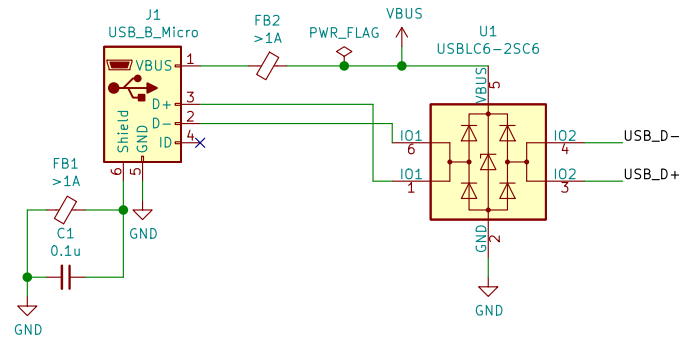 J1
USB_B_Micro
FB2
>1A
PWR_FLAG
VBUS
U1
USBLC6-2SC6
VBUS
1
D+
3
D-
2
ID
4
Shield
6
GND
5
GND
FB1
>1A
C1
0.1u
GND
VBUS
5
IO1
6
IO1
1
IO2
4
IO2
3
GND
2
GND
USB_D-
USB_D+